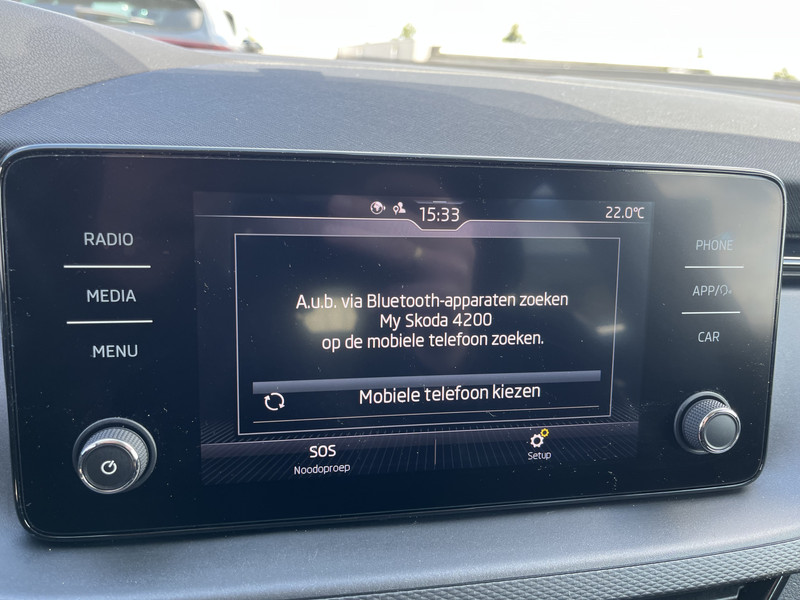 15:33
22.0°C
RADIO
MEDIA
MENU
PHONE
APP/
CAR
A.u.b. via Bluetooth-apparaten zoeken
My Skoda 4200
op de mobiele telefoon zoeken.
Mobiele telefoon kiezen
SOS
Noodoproep
Setup